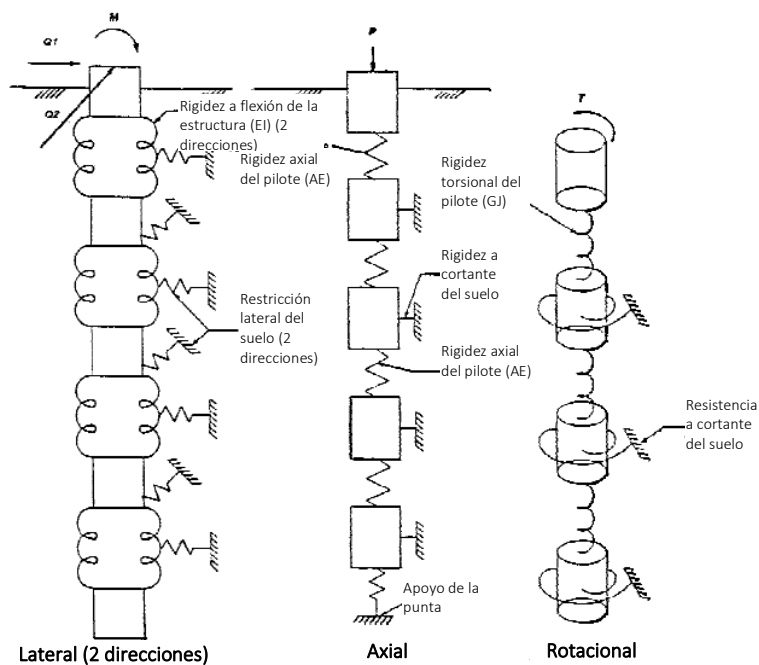 M
Q1
Q2
Rigidez a flexión de la
estructura (EI) (2
direcciones)
Restricción
lateral del
suelo (2
direcciones)
Lateral (2 direcciones)
P
Rigidez axial
del pilote (AE)
Rigidez a
cortante
del suelo
Rigidez axial
del pilote (AE)
Apoyo de la
punta
Axial
T
Rigidez
torsional del
pilote (GJ)
Resistencia
a cortante
del suelo
Rotacional